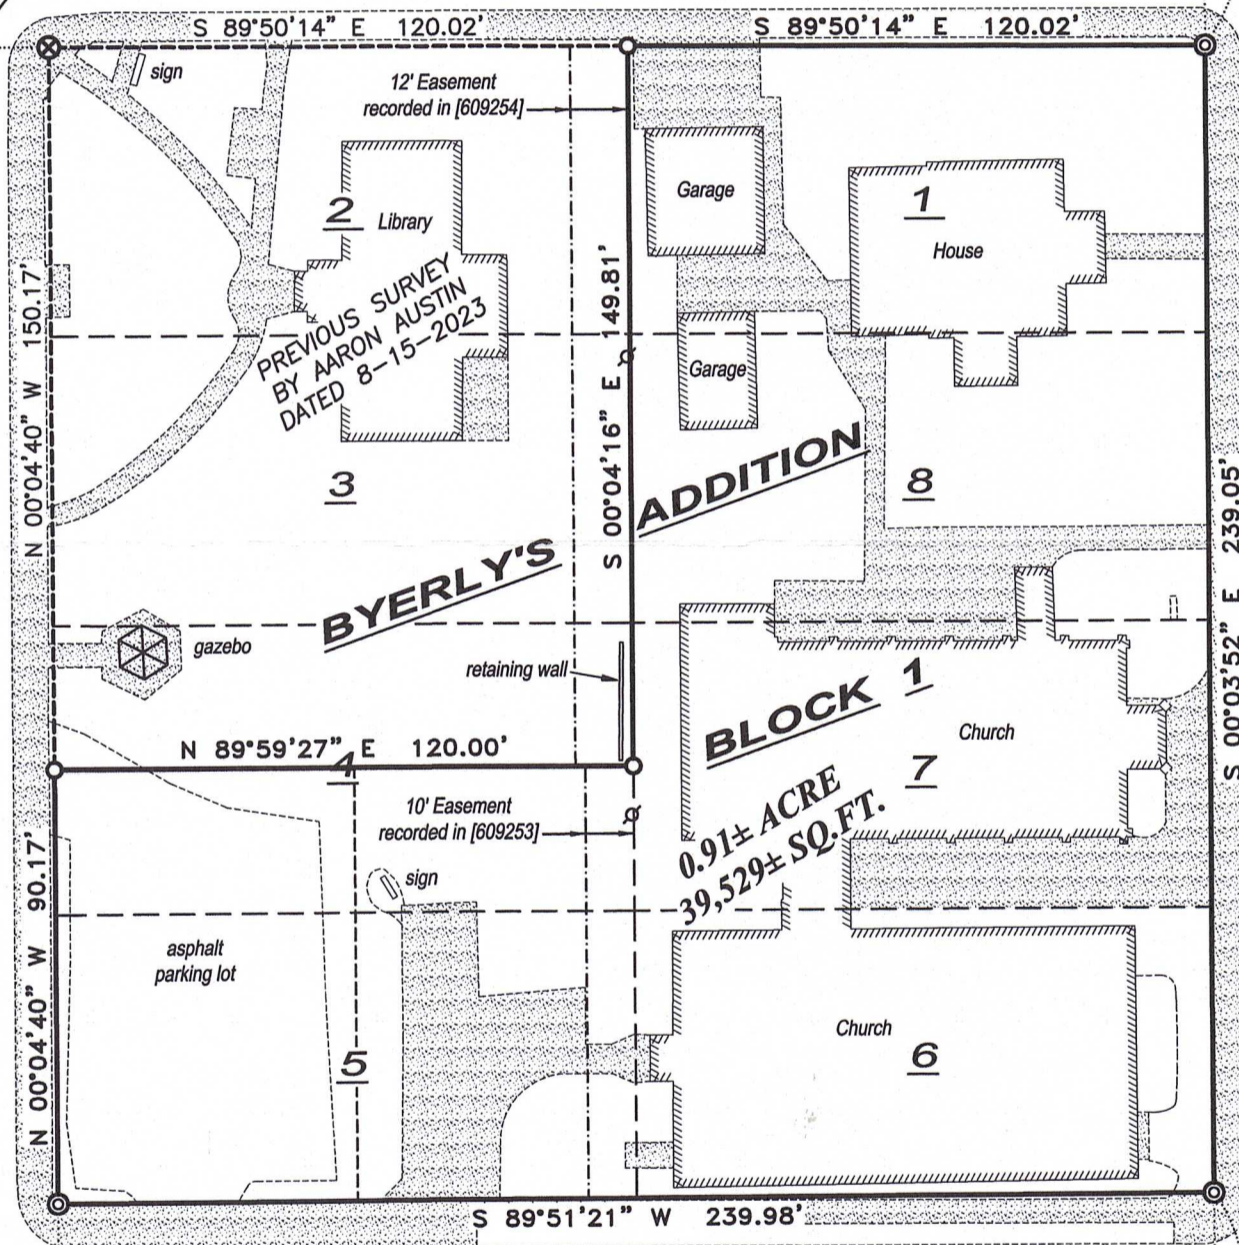 S 89°50'14" E 120.02'
S 89°50'14" E 120.02'
sign
12' Easement
recorded in [609254]
Garage
1
House
2
Library
N 00°04'40" W 150.17'
PREVIOUS SURVEY
BY AARON AUSTIN
DATED 8-15-2023
S 00°04'16" E 149.81'
Garage
3
ADDITION
8
BYERLY'S
S 00°03'52" E 239.05'
gazebo
retaining wall
BLOCK 1
Church
7
N 89°59'27" E 120.00'
4
10' Easement
recorded in [609253]
0.91± ACRE
39,529± SQ.FT.
sign
N 00°04'40" W 90.17'
asphalt
parking lot
5
Church
6
S 89°51'21" W 239.98'